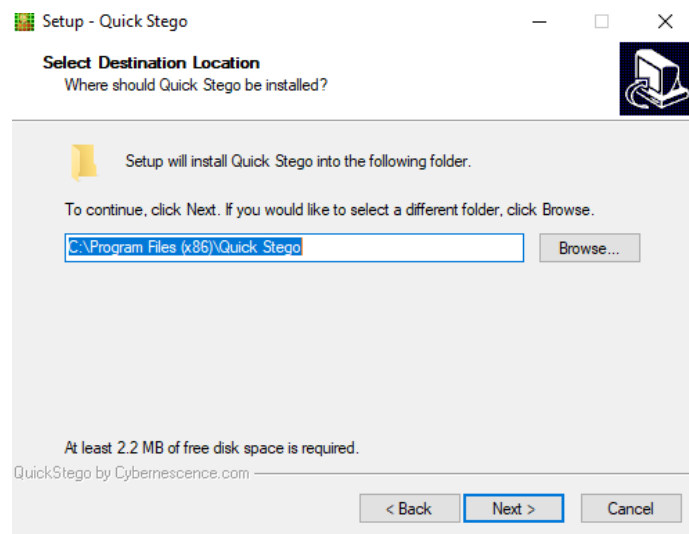 Setup - Quick Stego
Select Destination Location
Where should Quick Stego be installed?
Setup will install Quick Stego into the following folder.
To continue, click Next. If you would like to select a different folder, click Browse.
C:\Program Files (x86)\Quick Stego
Browse...
At least 2.2 MB of free disk space is required.
QuickStego by Cybernescence.com
< Back Next > Cancel